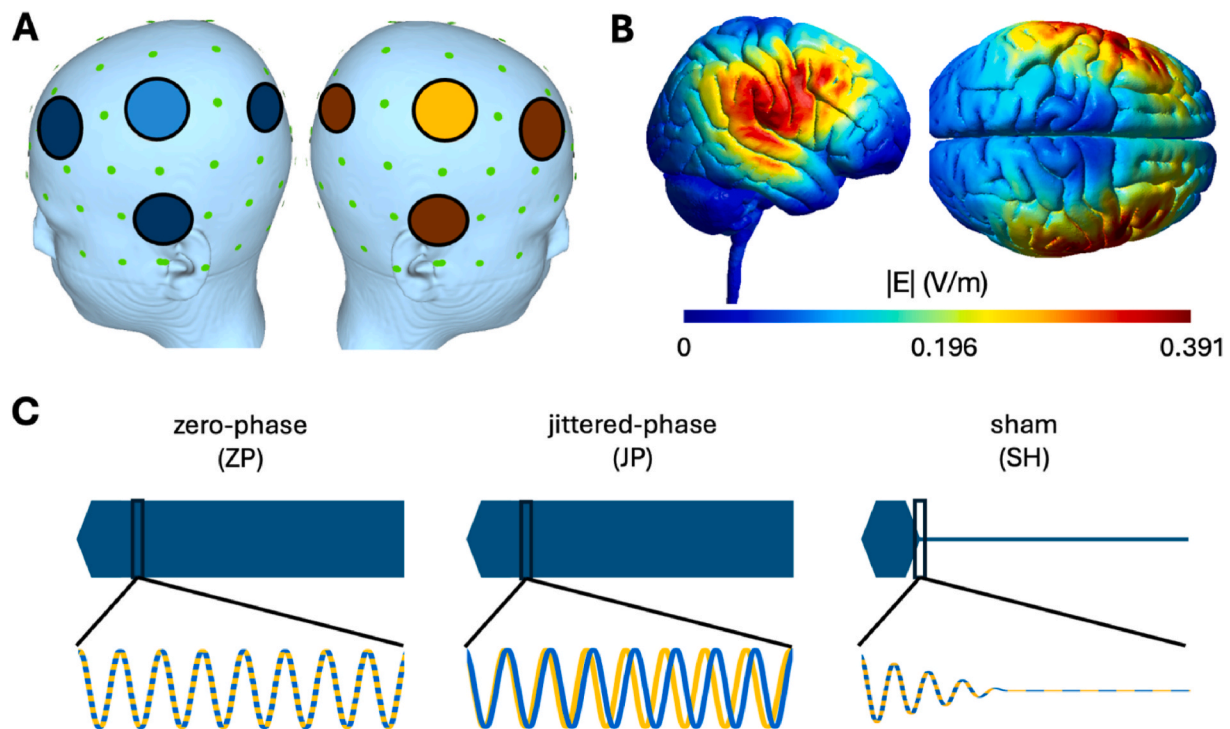 A
B
|E| (V/m)
0
0.196
0.391
C
zero-phase
(ZP)
jittered-phase
(JP)
sham
(SH)